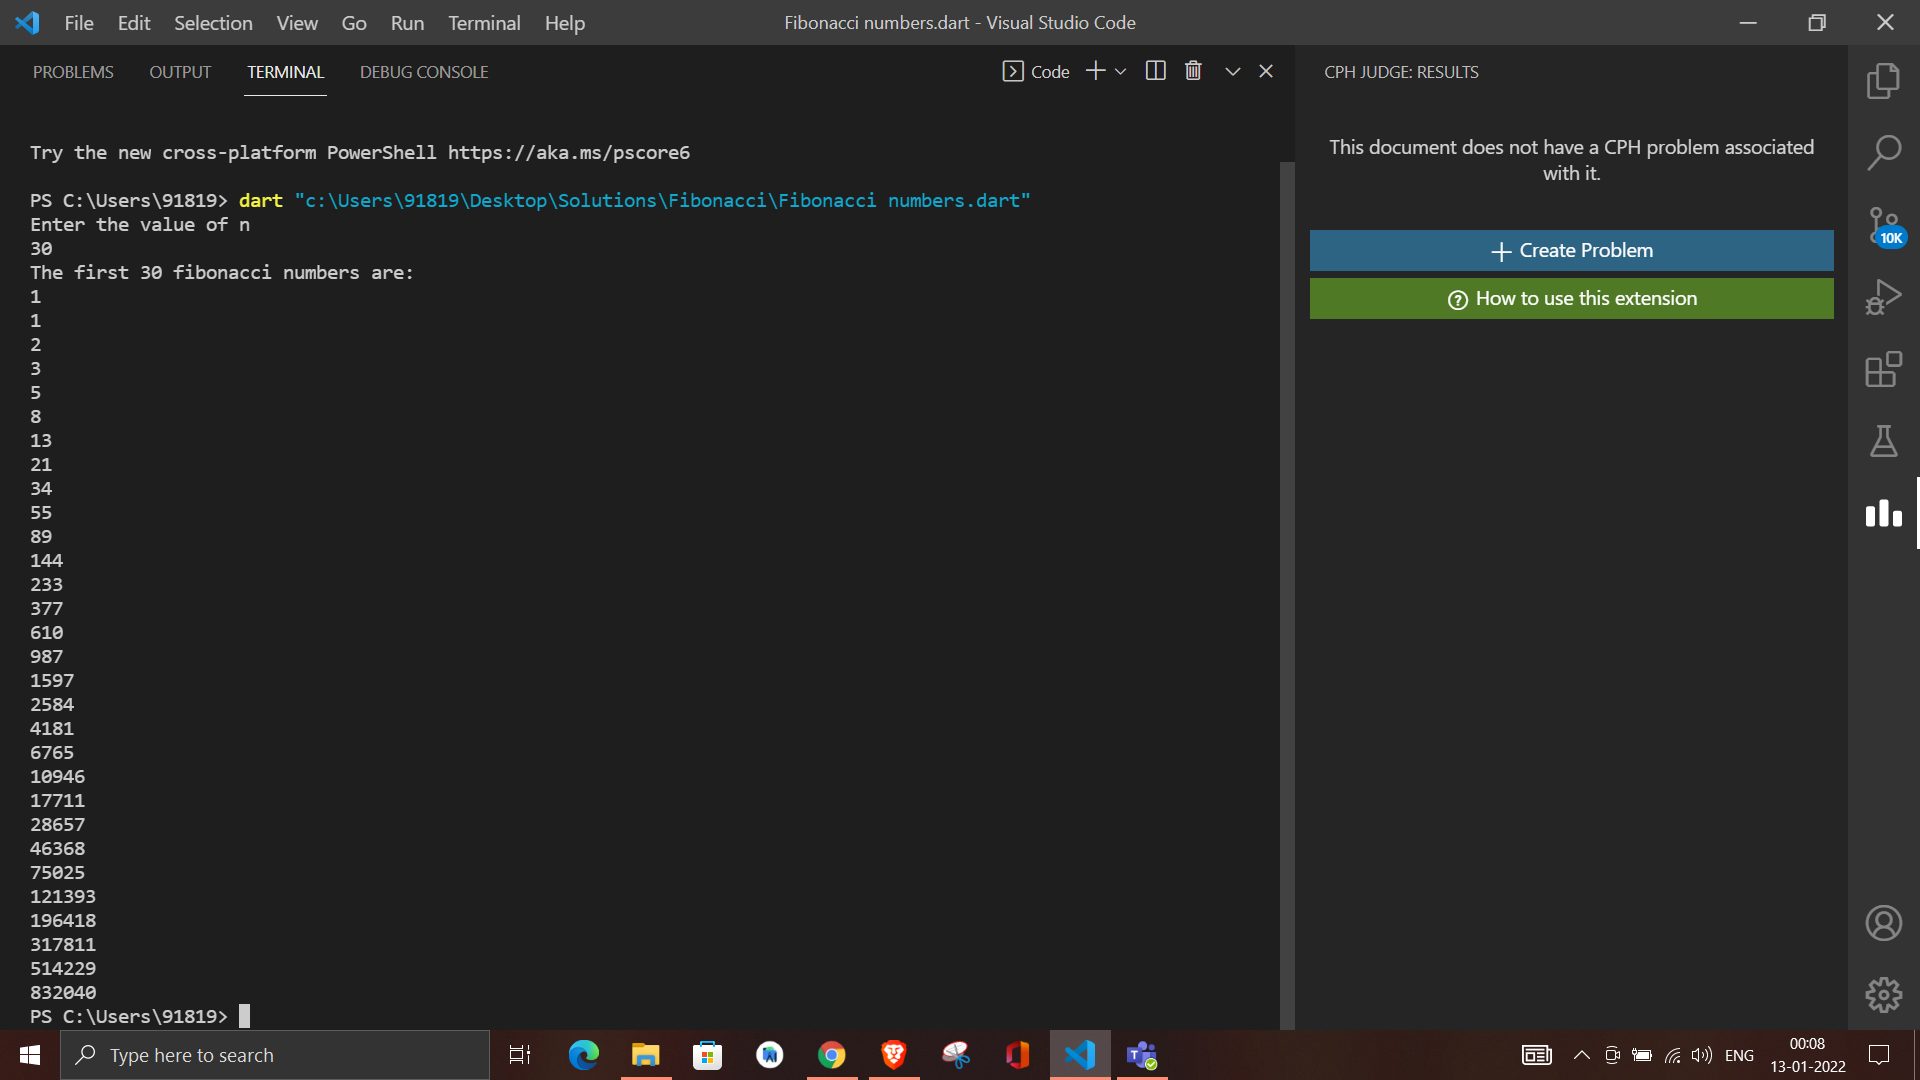 File Edit Selection View Go Run Terminal Help
Fibonacci numbers.dart - Visual Studio Code
PROBLEMS OUTPUT TERMINAL DEBUG CONSOLE
Code
Try the new cross-platform PowerShell https://aka.ms/pscore6
PS C:\Users\91819> dart "c:\Users\91819\Desktop\Solutions\Fibonacci\Fibonacci numbers.dart"
Enter the value of n
30
The first 30 fibonacci numbers are:
1
1
2
3
5
8
13
21
34
55
89
144
233
377
610
987
1597
2584
4181
6765
10946
17711
28657
46368
75025
121393
196418
317811
514229
832040
PS C:\Users\91819>
CPH JUDGE: RESULTS
This document does not have a CPH problem associated
with it.
Create Problem
How to use this extension
10K
Type here to search
ENG
00:08
13-01-2022